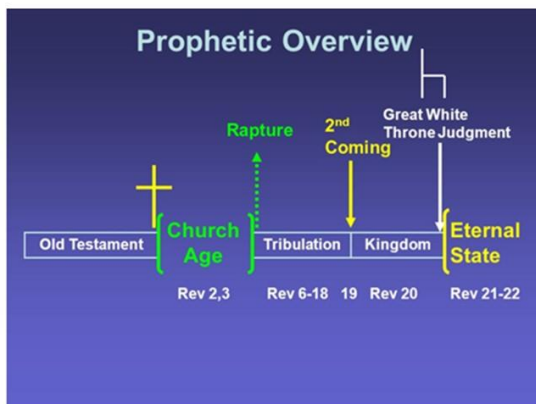 Prophetic Overview
Great White
Throne Judgment
2nd
Coming
Rapture
Old Testament
Church
Age
Tribulation
Kingdom
Eternal
State
Rev 2,3
Rev 6-18
19
Rev 20
Rev 21-22